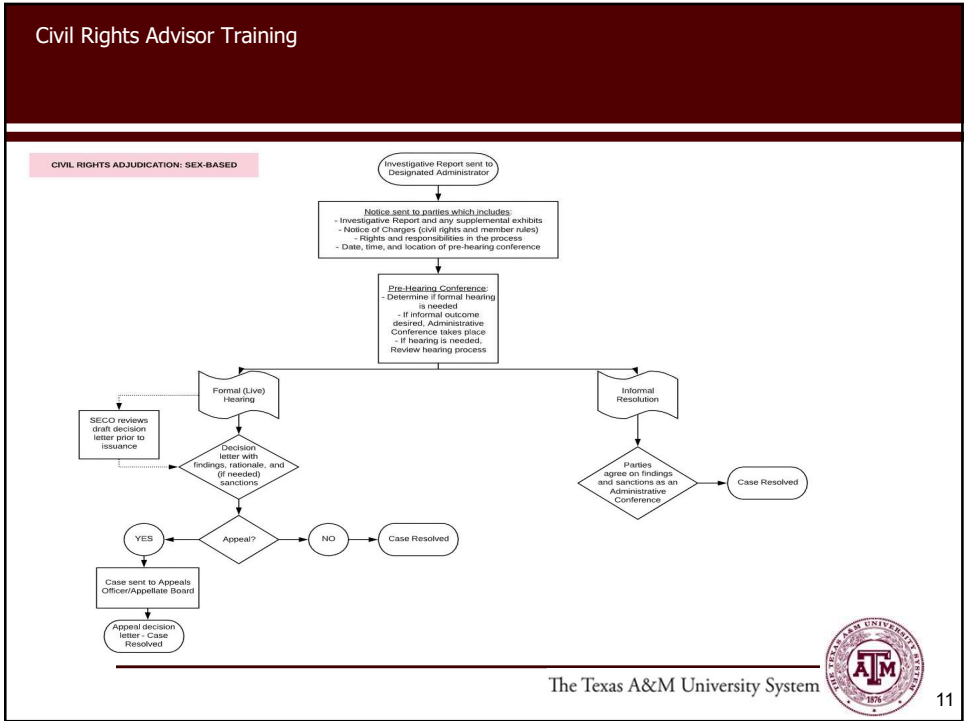 Civil Rights Advisor Training
CIVIL RIGHTS ADJUDICATION: SEX-BASED
Investigative Report sent to
Designated Administrator
Notice sent to parties which includes:
- Investigative Report and any supplemental exhibits
- Notice of Charges (civil rights and member rules)
- Rights and responsibilities in the process
- Date, time, and location of pre-hearing conference
Pre-Hearing Conference:
- Determine if formal hearing
is needed
- If informal outcome
desired, Administrative
Conference takes place
- If hearing is needed,
Review hearing process
Formal (Live)
Hearing
Informal
Resolution
SECO reviews
draft decision
letter prior to
issuance
Decision
letter with
findings, rationale, and
(if needed)
sanctions
Parties
agree on findings
and sanctions as an
Administrative
Conference
Case Resolved
YES
Appeal?
NO
Case Resolved
Case sent to Appeals
Officer/Appellate Board
Appeal decision
letter - Case
Resolved
The Texas A&M University System
THE TEXAS A&M UNIVERSITY SYSTEM
ATM
1876
11